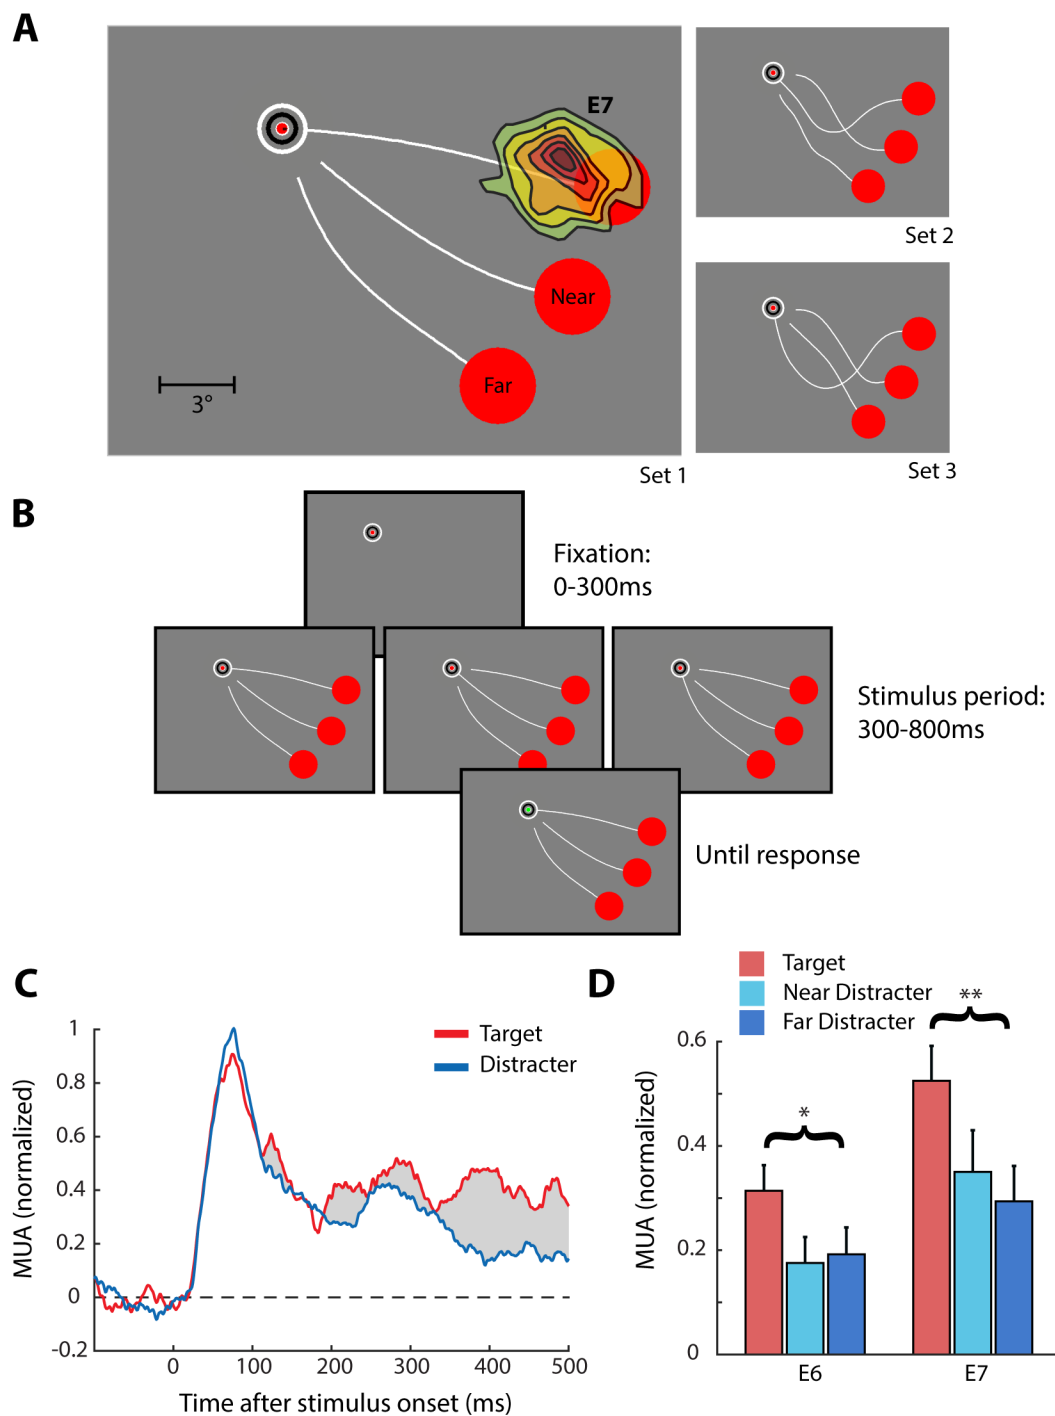 A
E7
Near
Far
3°
Set 1
Set 2
Set 3
B
Fixation:
0-300ms
Stimulus period:
300-800ms
Until response
C
MUA (normalized)
1
0.8
0.6
0.4
0.2
0
-0.2
0
100
200
300
400
500
Time after stimulus onset (ms)
Target
Distracter
D
Target
Near Distracter
Far Distracter
MUA (normalized)
0.6
0.4
0.2
0
*
**
E6
E7